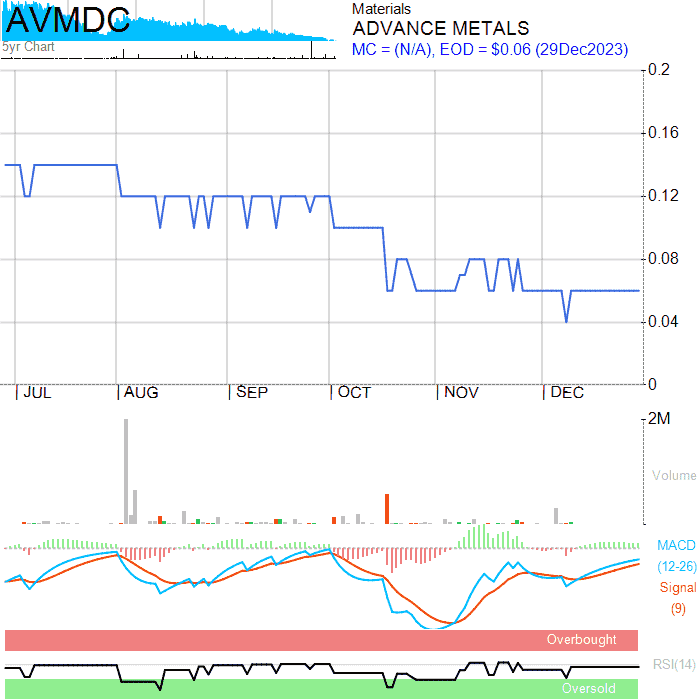 AVMDC
5yr Chart
Materials
ADVANCE METALS
MC = (N/A), EOD = $0.06 (29Dec2023)
0.2
0.16
0.12
0.08
0.04
0
JUL
AUG
SEP
OCT
NOV
DEC
2M
Volume
MACD
(12-26)
Signal
(9)
Overbought
RSI(14)
Oversold